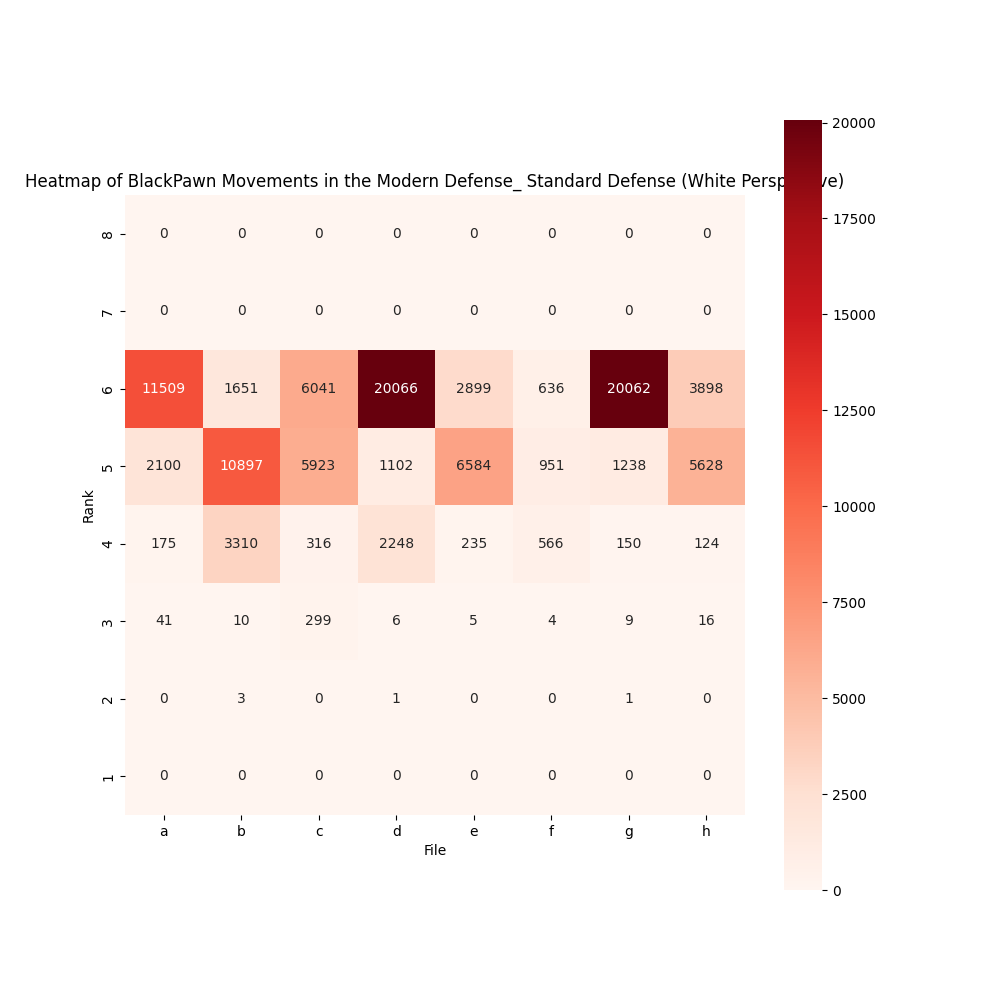 20000
Heatmap of BlackPawn Movements in the Modern Defense_ Standard Defense (White Perspective)
17500
15000
12500
10000
7500
5000
2500
0
Rank
8 0 0 0 0 0 0 0 0
7 0 0 0 0 0 0 0 0
6 11509 1651 6041 20066 2899 636 20062 3898
5 2100 10897 5923 1102 6584 951 1238 5628
4 175 3310 316 2248 235 566 150 124
3 41 10 299 6 5 4 9 16
2 0 3 0 1 0 0 1 0
1 0 0 0 0 0 0 0 0
a b c d e f g h
File